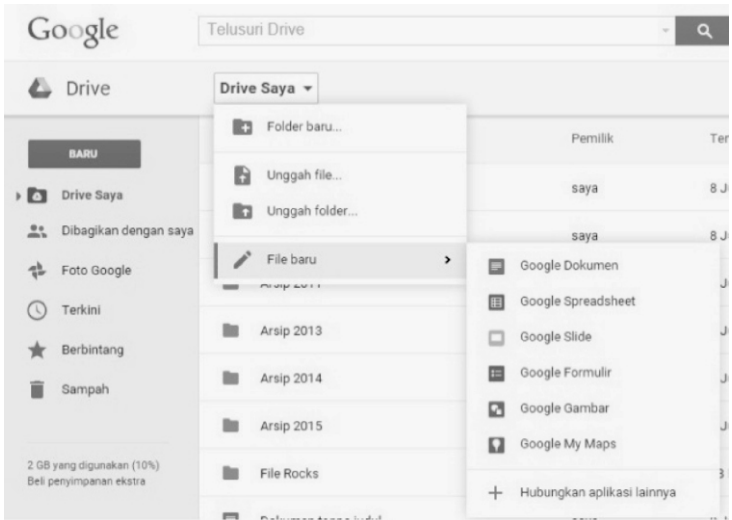 Google
Telusuri Drive
Drive
Drive Saya
BARU
Drive Saya
Dibagikan dengan saya
Foto Google
Terkini
Berbintang
Sampah
2 GB yang digunakan (10%)
Beli penyimpanan ekstra
Folder baru...
Unggah file...
Unggah folder...
File baru
Pemilik
saya
8
saya
8
Arsip 2013
Arsip 2014
Arsip 2015
File Rocks
Google Dokumen
Google Spreadsheet
Google Slide
Google Formulir
Google Gambar
Google My Maps
Hubungkan aplikasi lainnya